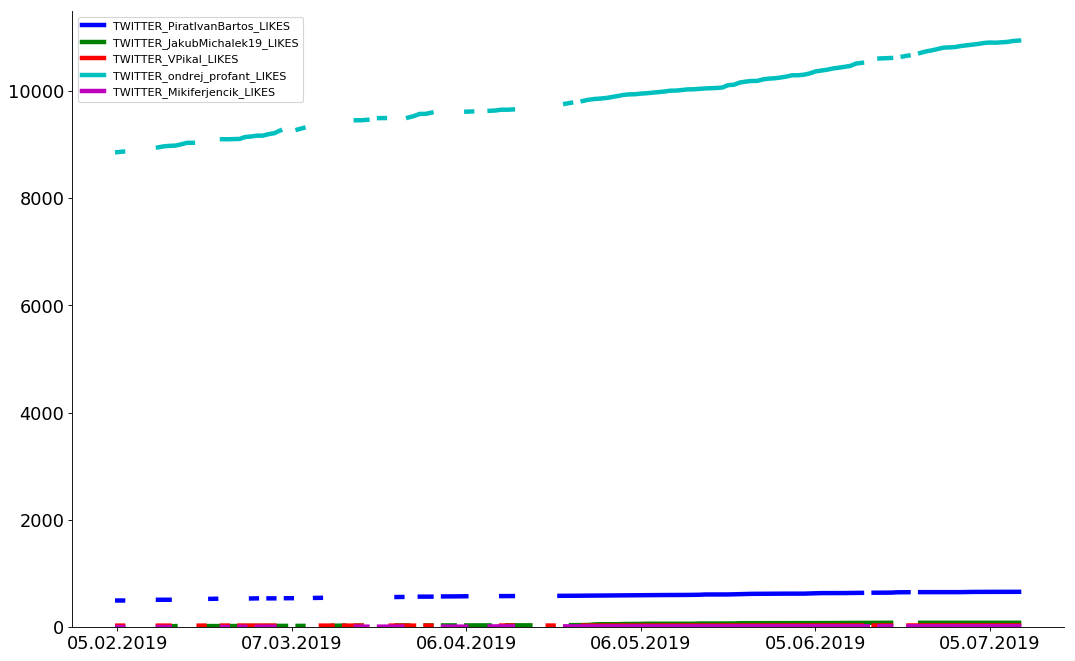 TWITTER_PiratIvanBartos_LIKES
TWITTER_JakubMichalek19_LIKES
TWITTER_VPikal_LIKES
TWITTER_ondrej_profant_LIKES
TWITTER_Mikiferjencik_LIKES
10000
8000
6000
4000
2000
0
05.02.2019 07.03.2019 06.04.2019 06.05.2019 05.06.2019 05.07.2019